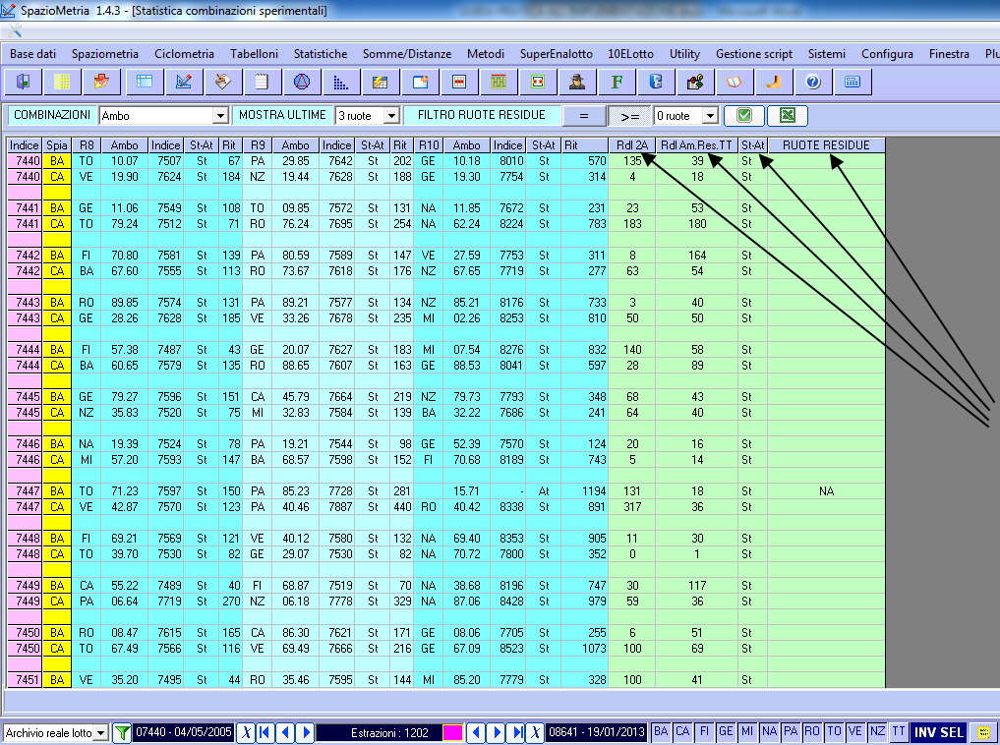 SpazioMetria 1.4.3 - [Statistica combinazioni sperimentali]
Base dati Spaziometria Ciclometria Tabelloni Statistiche Somme/Distanze Metodi SuperEnalotto 10ELotto Utility Gestione script Sistemi Configura Finestra Plu
COMBINAZIONI Ambo MOSTRA ULTIME 3 ruote FILTRO RUOTE RESIDUE = >= 0 ruote
Indice Spia R8 Ambo Indice St-At Rit R9 Ambo Indice St-At Rit R10 Ambo Indice St-At Rit Rdl 2A Rdl Am.Res.TT St-At RUOTE RESIDUE
7440 BA TO 10.07 7507 St 67 PA 29.85 7642 St 202 GE 10.18 8010 St 570 135 39 St
7440 CA VE 19.90 7624 St 184 NZ 19.44 7628 St 188 GE 19.30 7754 St 314 4 18 St
7441 BA GE 11.06 7549 St 108 TO 09.85 7572 St 131 NA 11.85 7672 St 231 23 53 St
7441 CA TO 79.24 7512 St 71 RO 76.24 7695 St 254 NA 62.24 8224 St 783 183 180 St
7442 BA FI 70.80 7581 St 139 PA 80.59 7589 St 147 VE 27.59 7753 St 311 8 164 St
7442 CA BA 67.60 7555 St 113 RO 73.67 7618 St 176 NZ 67.65 7719 St 277 63 54 St
7443 BA RO 89.85 7574 St 131 PA 89.21 7577 St 134 NZ 85.21 8176 St 733 3 40 St
7443 CA GE 28.26 7628 St 185 VE 33.26 7678 St 235 MI 02.26 8253 St 810 50 50 St
7444 BA FI 57.38 7487 St 43 GE 20.07 7627 St 183 MI 07.54 8276 St 832 140 58 St
7444 CA BA 60.65 7579 St 135 RO 88.65 7607 St 163 GE 88.53 8041 St 597 28 89 St
7445 BA GE 79.27 7596 St 151 CA 45.79 7664 St 219 NZ 79.73 7793 St 348 68 43 St
7445 CA NZ 35.83 7520 St 75 MI 32.83 7584 St 139 BA 32.22 7686 St 241 64 40 St
7446 BA NA 19.39 7524 St 78 PA 19.21 7544 St 98 GE 52.39 7570 St 124 20 16 St
7446 CA MI 57.20 7593 St 147 BA 68.57 7598 St 152 FI 70.68 8189 St 743 5 14 St
7447 BA TO 71.23 7597 St 150 PA 85.23 7728 St 281 15.71 - At 1194 131 18 St NA
7447 CA VE 42.87 7570 St 123 PA 40.46 7887 St 440 RO 40.42 8338 St 891 317 36 St
7448 BA FI 69.21 7569 St 121 VE 40.12 7580 St 132 NA 69.40 8353 St 905 11 30 St
7448 CA TO 39.70 7530 St 82 GE 29.07 7530 St 82 NA 70.72 7800 St 352 0 1 St
7449 BA CA 55.22 7489 St 40 FI 68.87 7519 St 70 NA 38.68 8196 St 747 30 117 St
7449 CA PA 06.64 7719 St 270 NZ 06.18 7778 St 329 NA 87.06 8428 St 979 59 36 St
7450 BA RO 08.47 7615 St 165 CA 86.30 7621 St 171 GE 08.06 7705 St 255 6 51 St
7450 CA TO 67.49 7566 St 116 VE 69.49 7666 St 216 GE 67.09 8523 St 1073 100 69 St
7451 BA VE 35.20 7495 St 44 RO 35.46 7595 St 144 MI 85.20 7779 St 328 100 41 St
Archivio reale lotto 07440 - 04/05/2005 X Estrazioni : 1202 X 08641 - 19/01/2013 BA CA FI GE MI NA PA RO TO VE NZ TT INV SEL